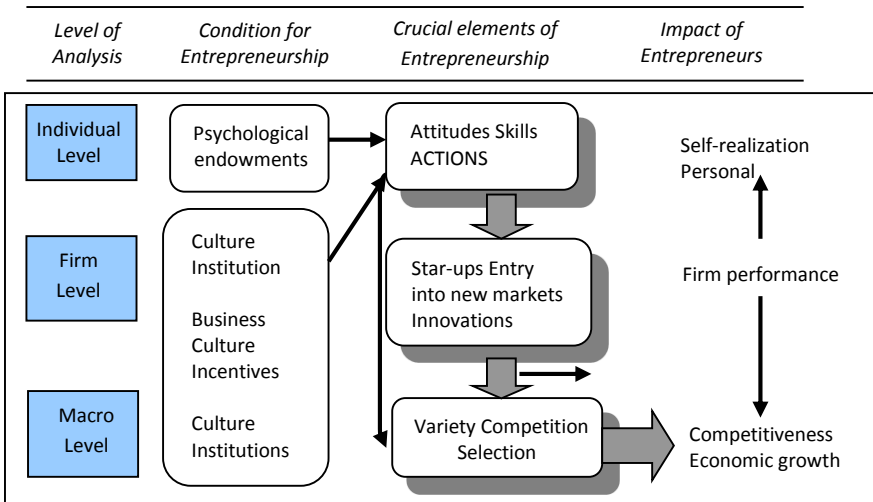 Level of
Analysis
Condition for
Entrepreneurship
Crucial elements of
Entrepreneurship
Impact of
Entrepreneurs
Individual
Level
Psychological
endowments
Attitudes Skills
ACTIONS
Self-realization
Personal
Firm
Level
Culture
Institution
Business
Culture
Incentives
Culture
Institutions
Star-ups Entry
into new markets
Innovations
Firm performance
Macro
Level
Variety Competition
Selection
Competitiveness
Economic growth